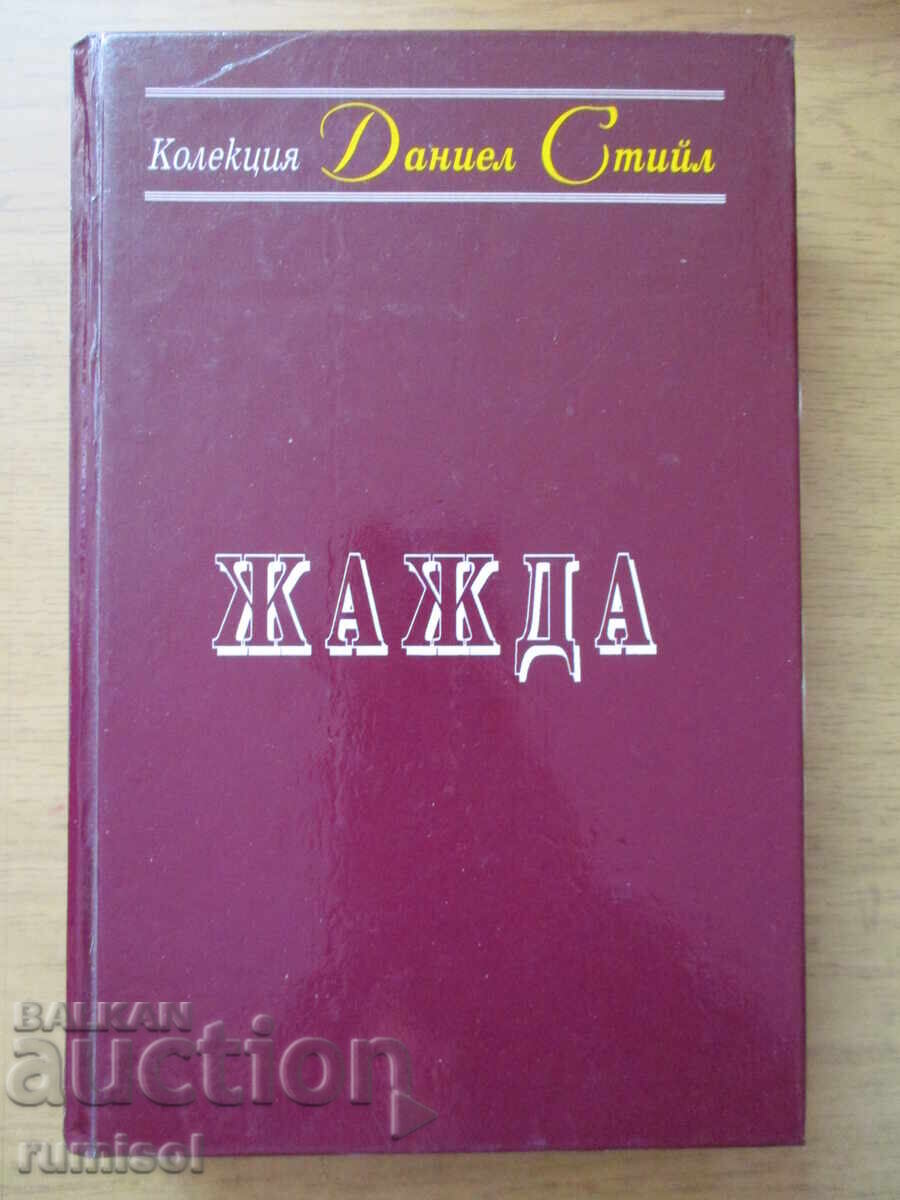 Колекция Даниел Стийл
ЖАЖДА
BALKAN
auction
rumisol